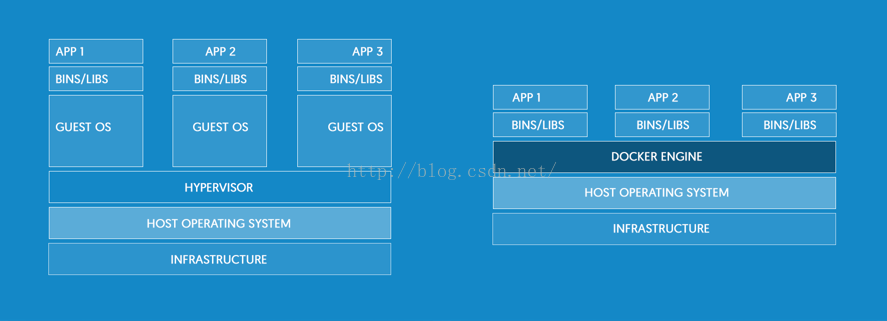 APP 1 APP 2 APP 3
BINS/LIBS BINS/LIBS BINS/LIBS
GUEST OS GUEST OS GUEST OS
HYPERVISOR
HOST OPERATING SYSTEM
INFRASTRUCTURE
APP 1 APP 2 APP 3
BINS/LIBS BINS/LIBS BINS/LIBS
DOCKER ENGINE
HOST OPERATING SYSTEM
INFRASTRUCTURE
http://blog.csdn.net/